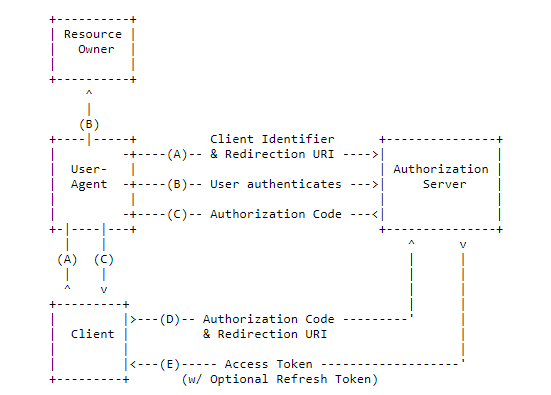 Resource
Owner
(B)
Client Identifier
(A) & Redirection URI
User-
Agent
(B) User authenticates
Authorization
Server
(C) Authorization Code
(A) (C)
Client
(D) Authorization Code
& Redirection URI
(E) Access Token
(w/ Optional Refresh Token)